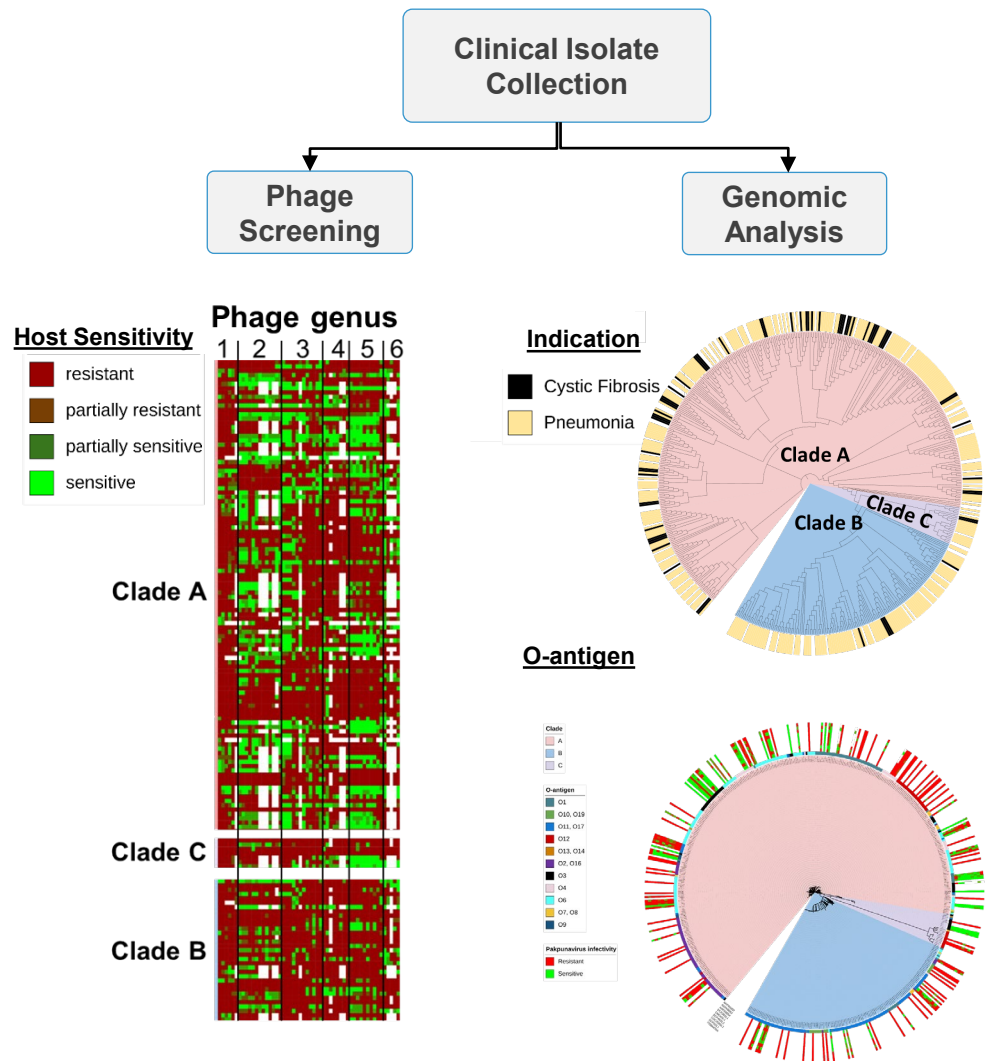 Clinical Isolate
Collection
Phage
Screening
Genomic
Analysis
Phage genus
1 2 3 4 5 6
Host Sensitivity
resistant
partially resistant
partially sensitive
sensitive
Clade A
Clade C
Clade B
Indication
Cystic Fibrosis
Pneumonia
Clade A
Clade C
Clade B
O-antigen
Clade
A
B
C
O-antigen
O1
O10, O19
O11, O17
O12
O13, O14
O2, O16
O3
O4
O6
O7, O8
O9
Pakpunavirus infectivity
Resistant
Sensitive